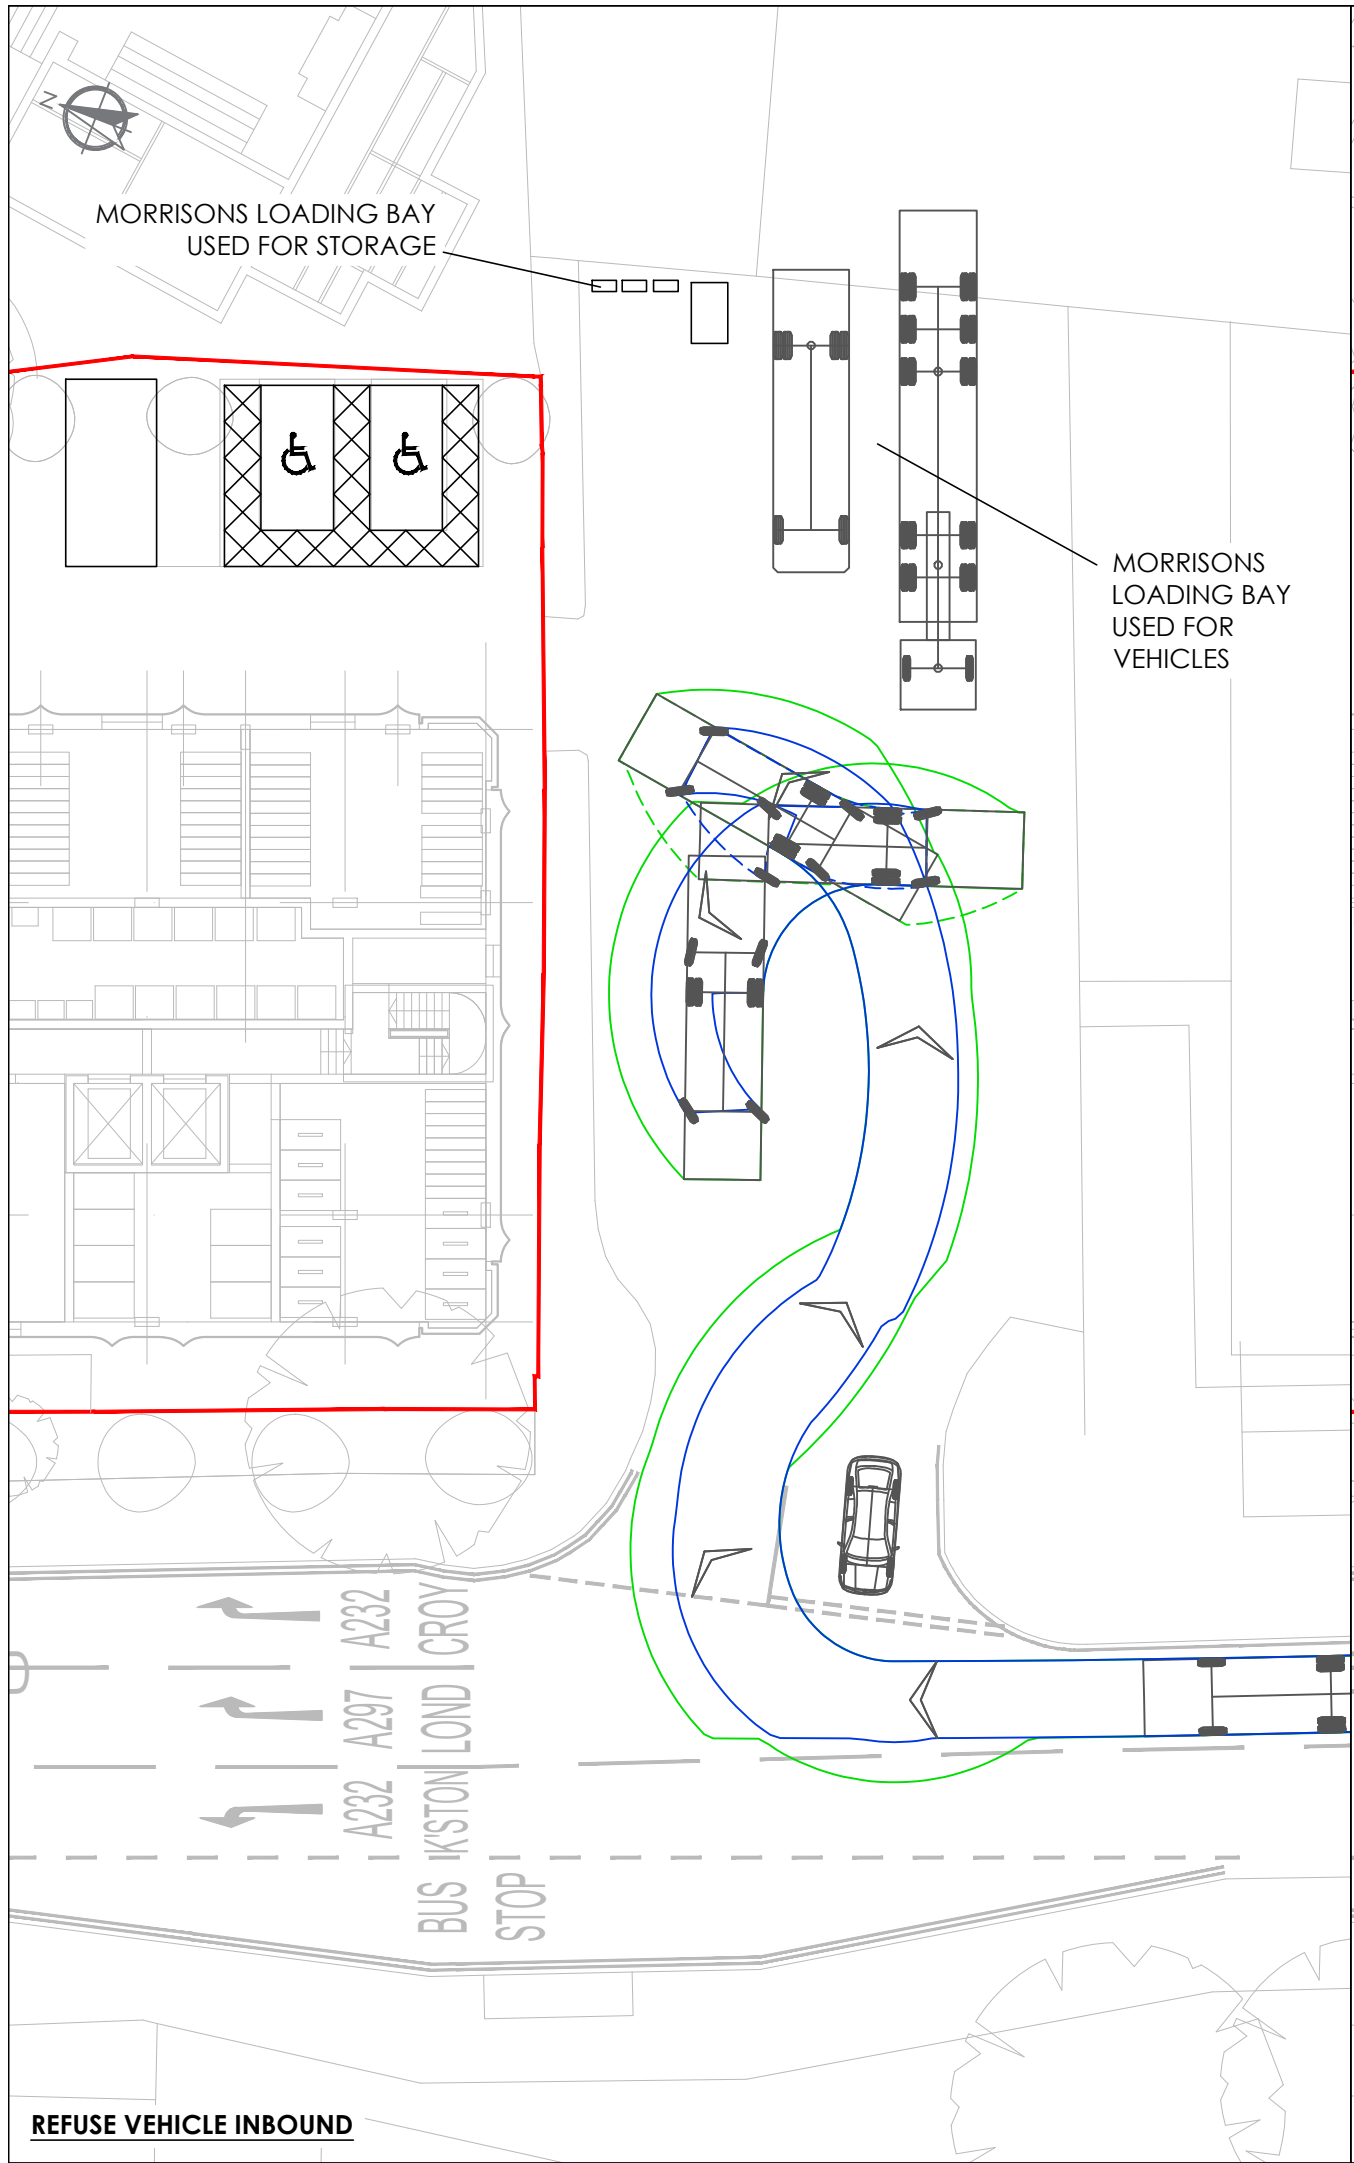 N
MORRISONS LOADING BAY
USED FOR STORAGE
MORRISONS
LOADING BAY
USED FOR
VEHICLES
A232
CROY
A297
LOND
A232
K'STON
BUS
STOP
REFUSE VEHICLE INBOUND